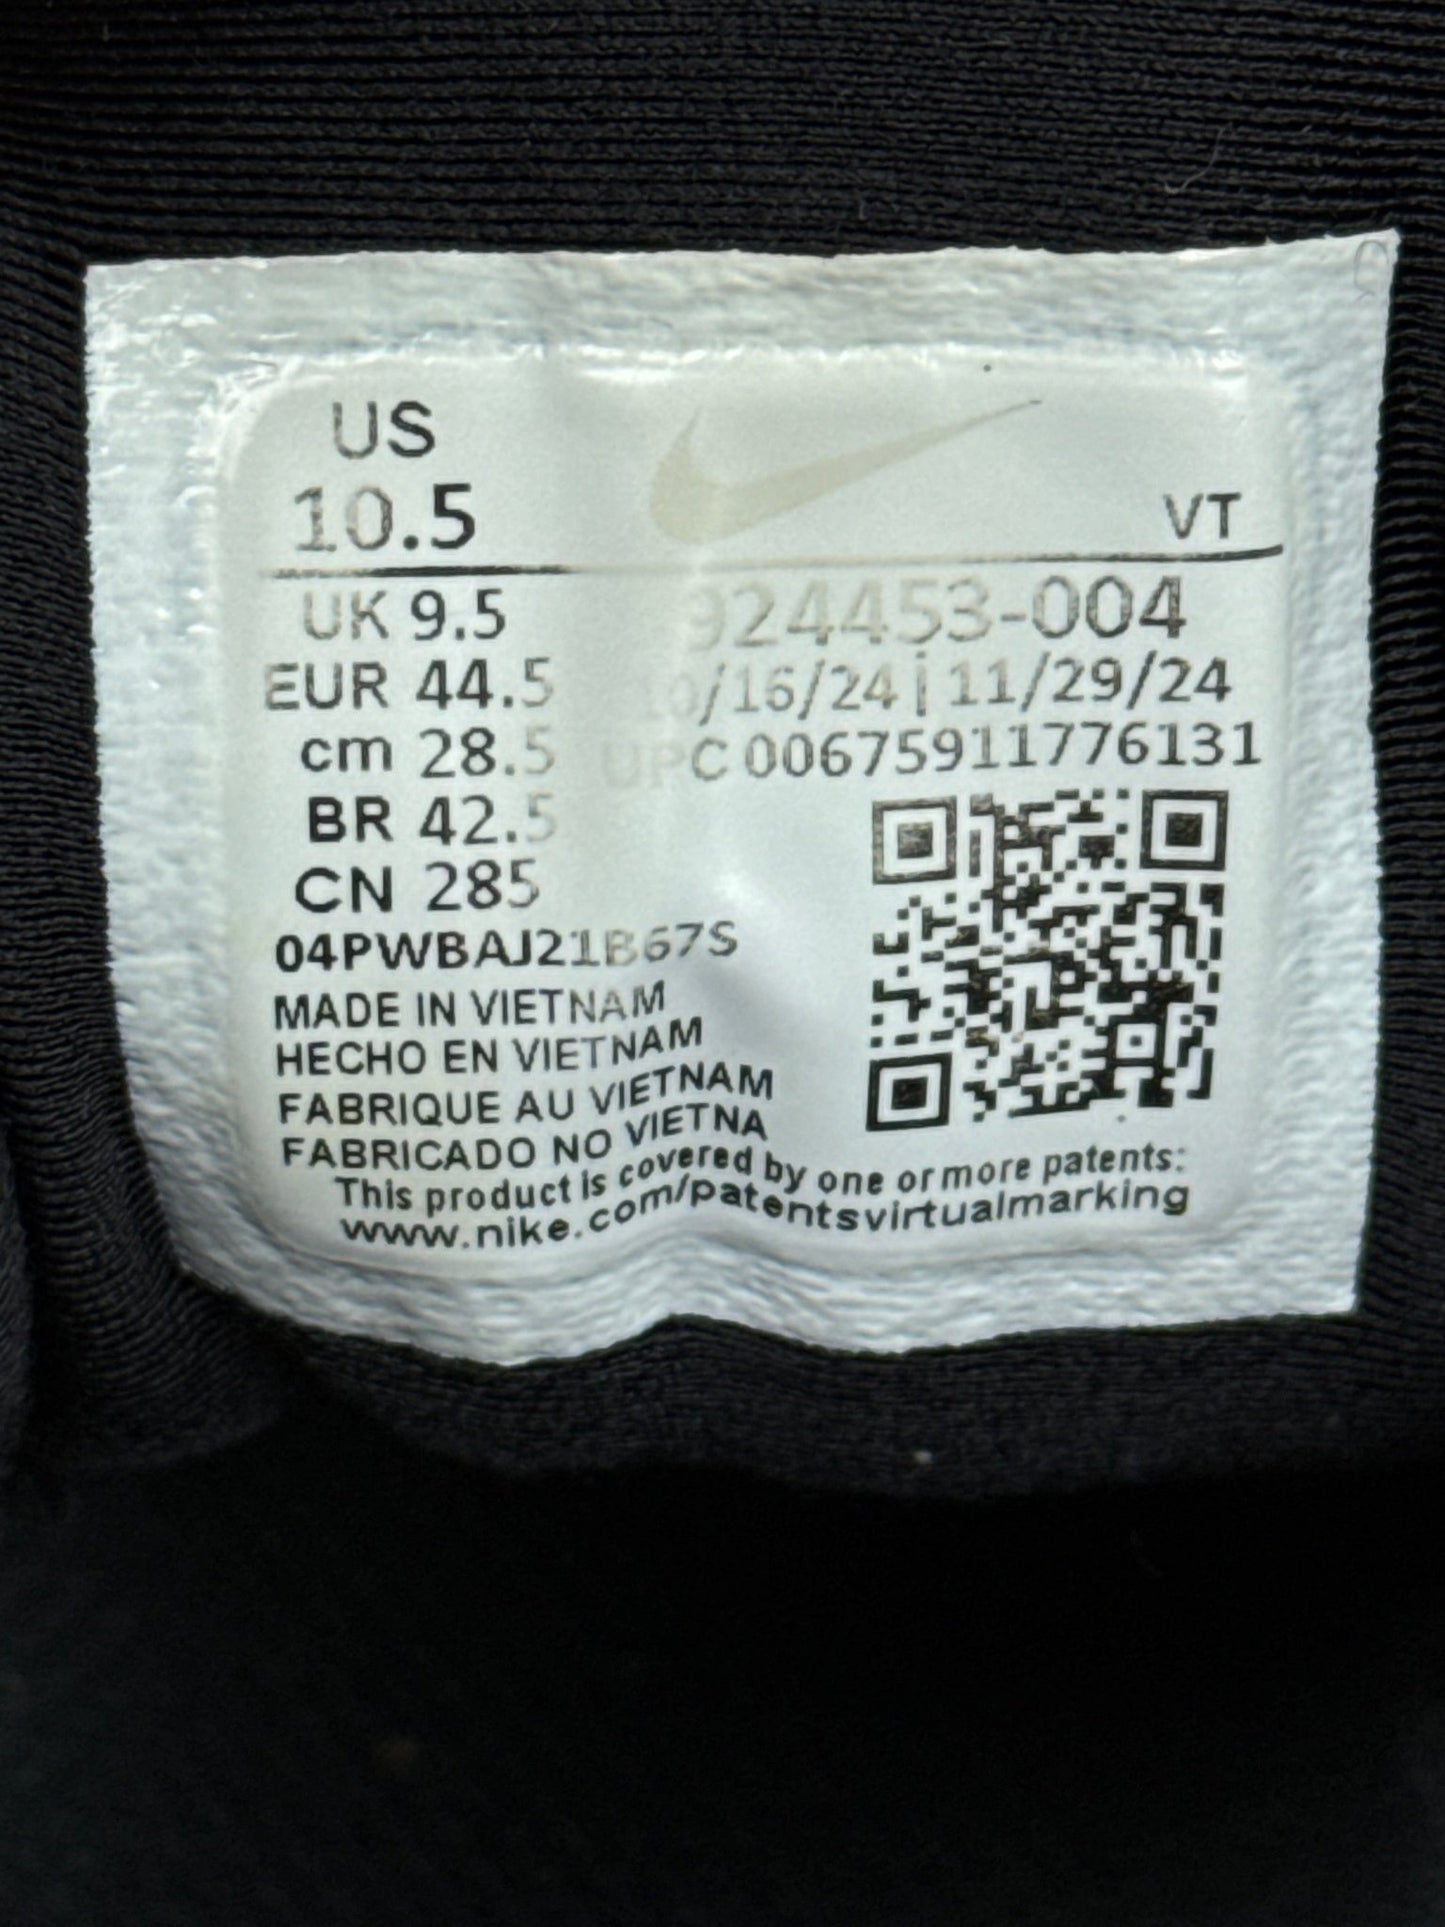 US
10.5
VT
UK 9.5
924453-004
EUR 44.5
10/16/24 | 11/29/24
cm 28.5
UPC 00675911776131
BR 42.5
CN 285
04PWBAJ21B67S
MADE IN VIETNAM
HECHO EN VIETNAM
FABRIQUE AU VIETNAM
FABRICADO NO VIETNA
This product is covered by one or more patents:
www.nike.com/patentsvirtualmarking